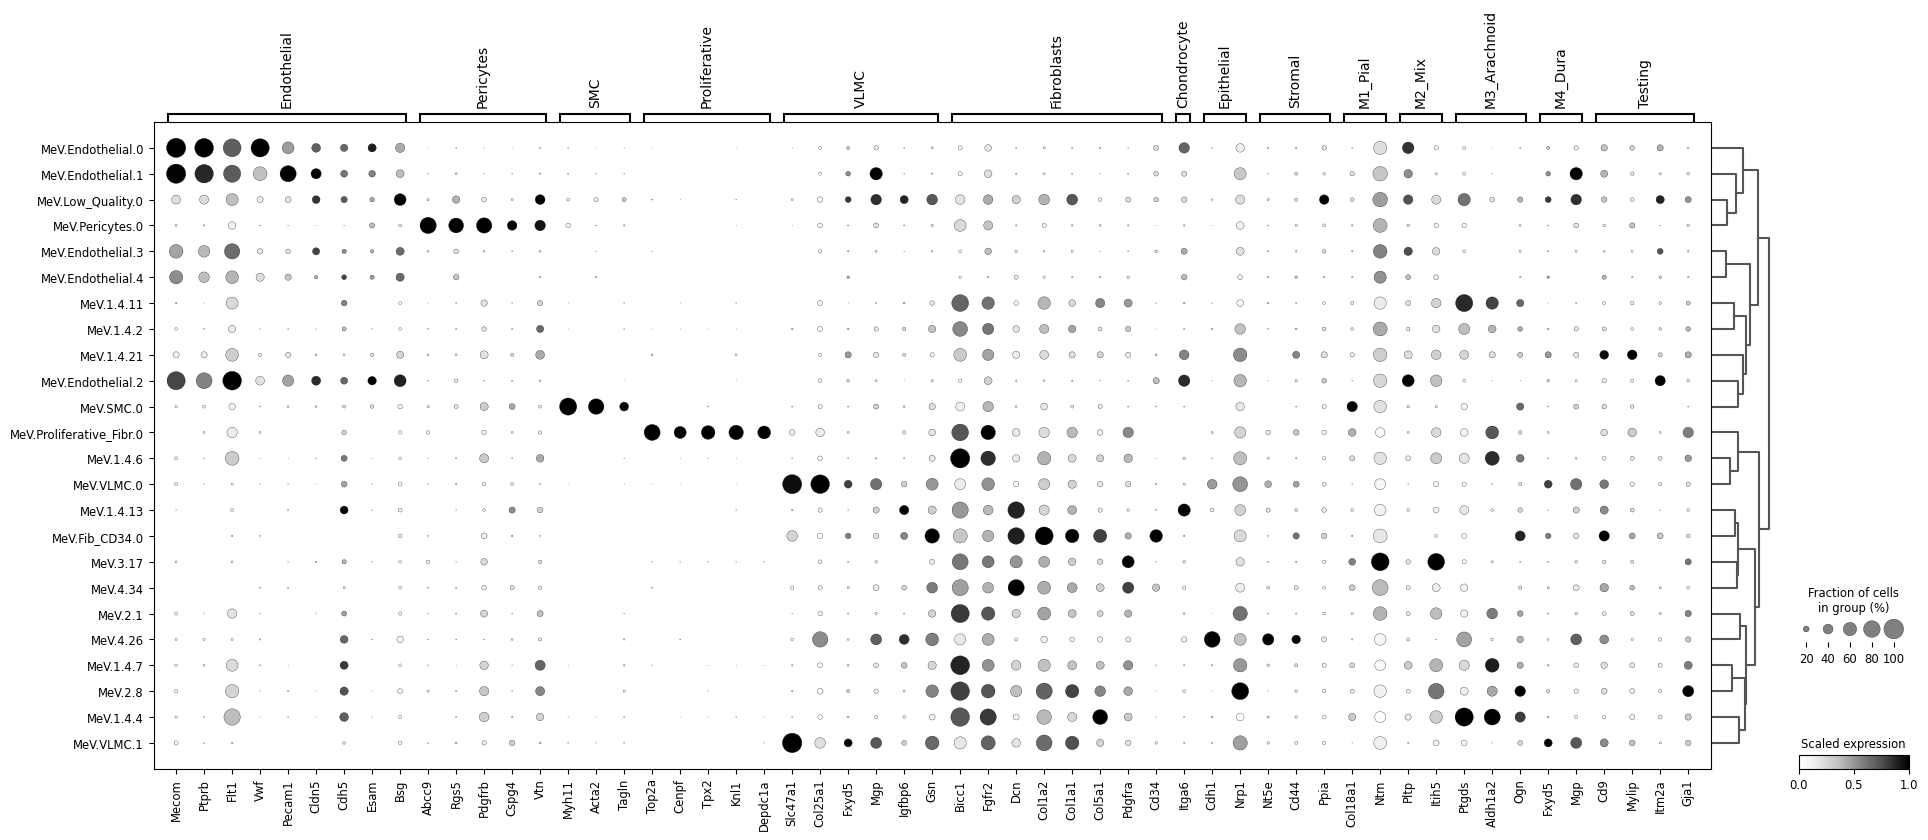 Endothelial
Pericytes
SMC
Proliferative
VLMC
Fibroblasts
Chondrocyte
Epithelial
Stromal
M1_Pial
M2_Mix
M3_Arachnoid
M4_Dura
Testing
MeV.Endothelial.0
MeV.Endothelial.1
MeV.Low_Quality.0
MeV.Pericytes.0
MeV.Endothelial.3
MeV.Endothelial.4
MeV.1.4.11
MeV.1.4.2
MeV.1.4.21
MeV.Endothelial.2
MeV.SMC.0
MeV.Proliferative_Fibr.0
MeV.1.4.6
MeV.VLMC.0
MeV.1.4.13
MeV.Fib_CD34.0
MeV.3.17
MeV.4.34
MeV.2.1
MeV.4.26
MeV.1.4.7
MeV.2.8
MeV.1.4.4
MeV.VLMC.1
Mecom
Ptprb
Flt1
Vwf
Pecam1
Cldn5
Cdh5
Esam
Bsg
Abcc9
Rgs5
Pdgfrb
Cspg4
Vtn
Myh11
Acta2
Tagln
Top2a
Cenpf
Tpx2
Knl1
Depdc1a
Slc47a1
Col25a1
Fxyd5
Mgp
Igfbp6
Gsn
Bicc1
Fgfr2
Dcn
Col1a2
Col1a1
Col5a1
Pdgfra
Cd34
Itga6
Cdh1
Nrp1
Nt5e
Cd44
Ppia
Col18a1
Ntm
Pltp
Itih5
Ptgds
Aldh1a2
Ogn
Fxyd5
Mgp
Cd9
Mylip
Itm2a
Gja1
Fraction of cells
in group (%)
20 40 60 80 100
Scaled expression
0.0 0.5 1.0